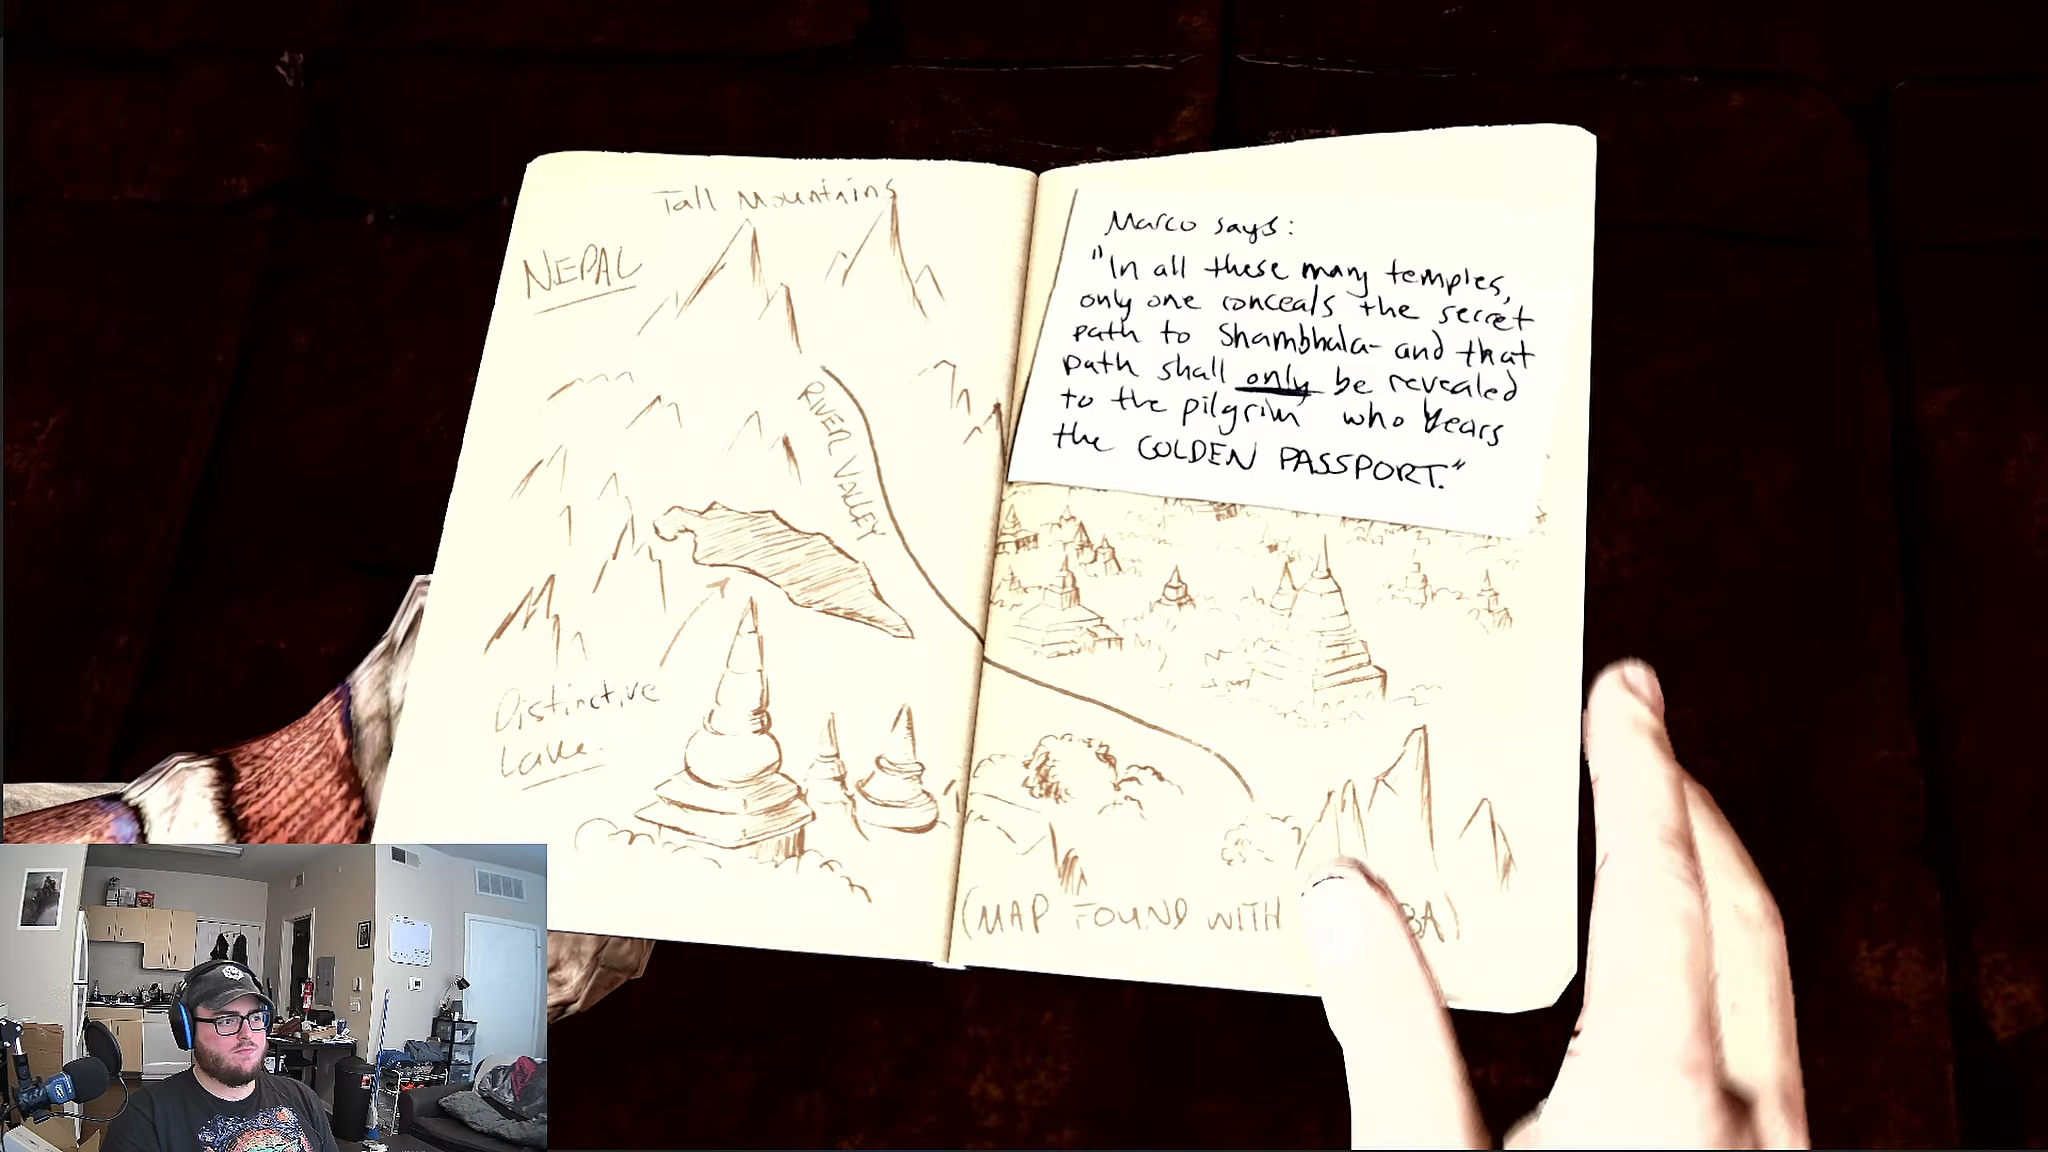 Tall Mountains
NEPAL
RIVER VALLEY
Distinctive
Lake
Marco says:
"In all these many temples,
only one conceals the secret
path to Shambhala- and that
path shall only be revealed
to the pilgrim who bears
the GOLDEN PASSPORT."
(MAP FOUND WITH BA)